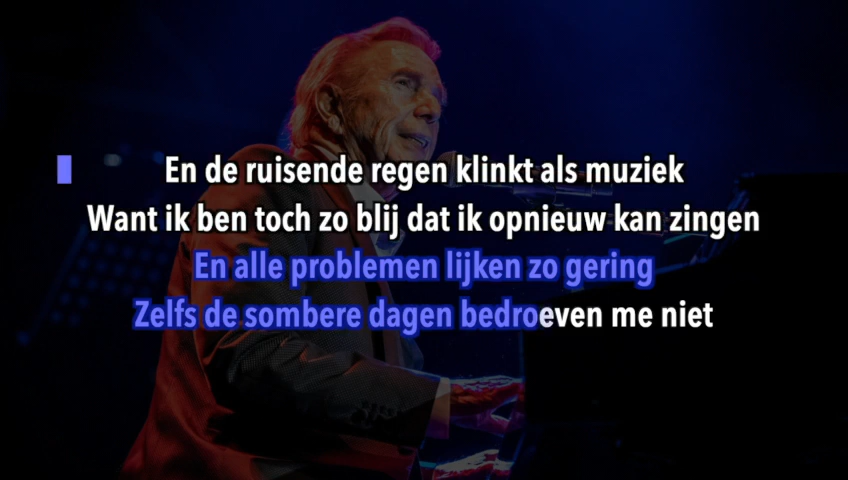 En de ruisende regen klinkt als muziek
Want ik ben toch zo blij dat ik opnieuw kan zingen
En alle problemen lijken zo gering
Zelfs de sombere dagen bedroeven me niet